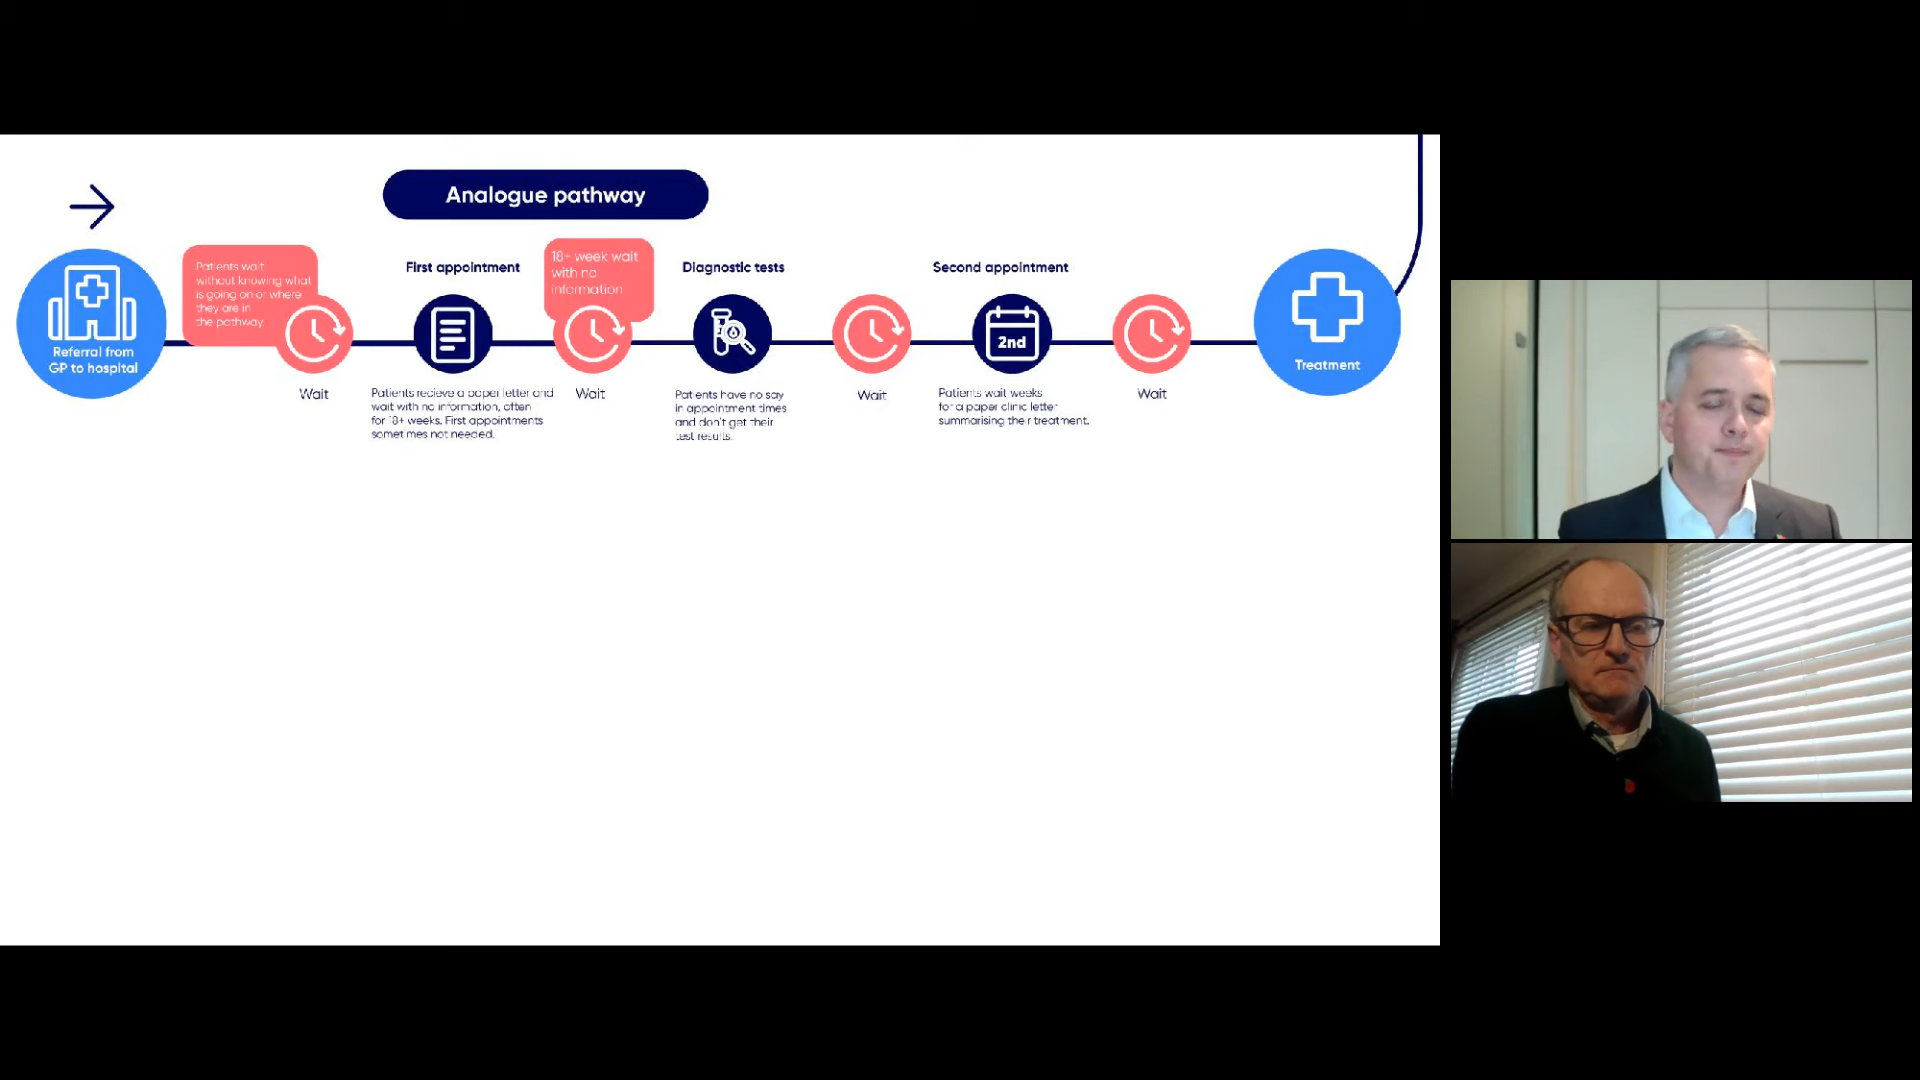 Analogue pathway
Referral from
GP to hospital
Patients wait
without knowing what
is going on or where
they are in
the pathway.
Wait
First appointment
Patients recieve a paper letter and
wait with no information, often
for 18+ weeks. First appointments
sometimes not needed.
18+ week wait
with no
information
Wait
Diagnostic tests
Patients have no say
in appointment times
and don't get their
test results.
Wait
Second appointment
2nd
Patients wait weeks
for a paper clinic letter
summarising their treatment.
Wait
Treatment